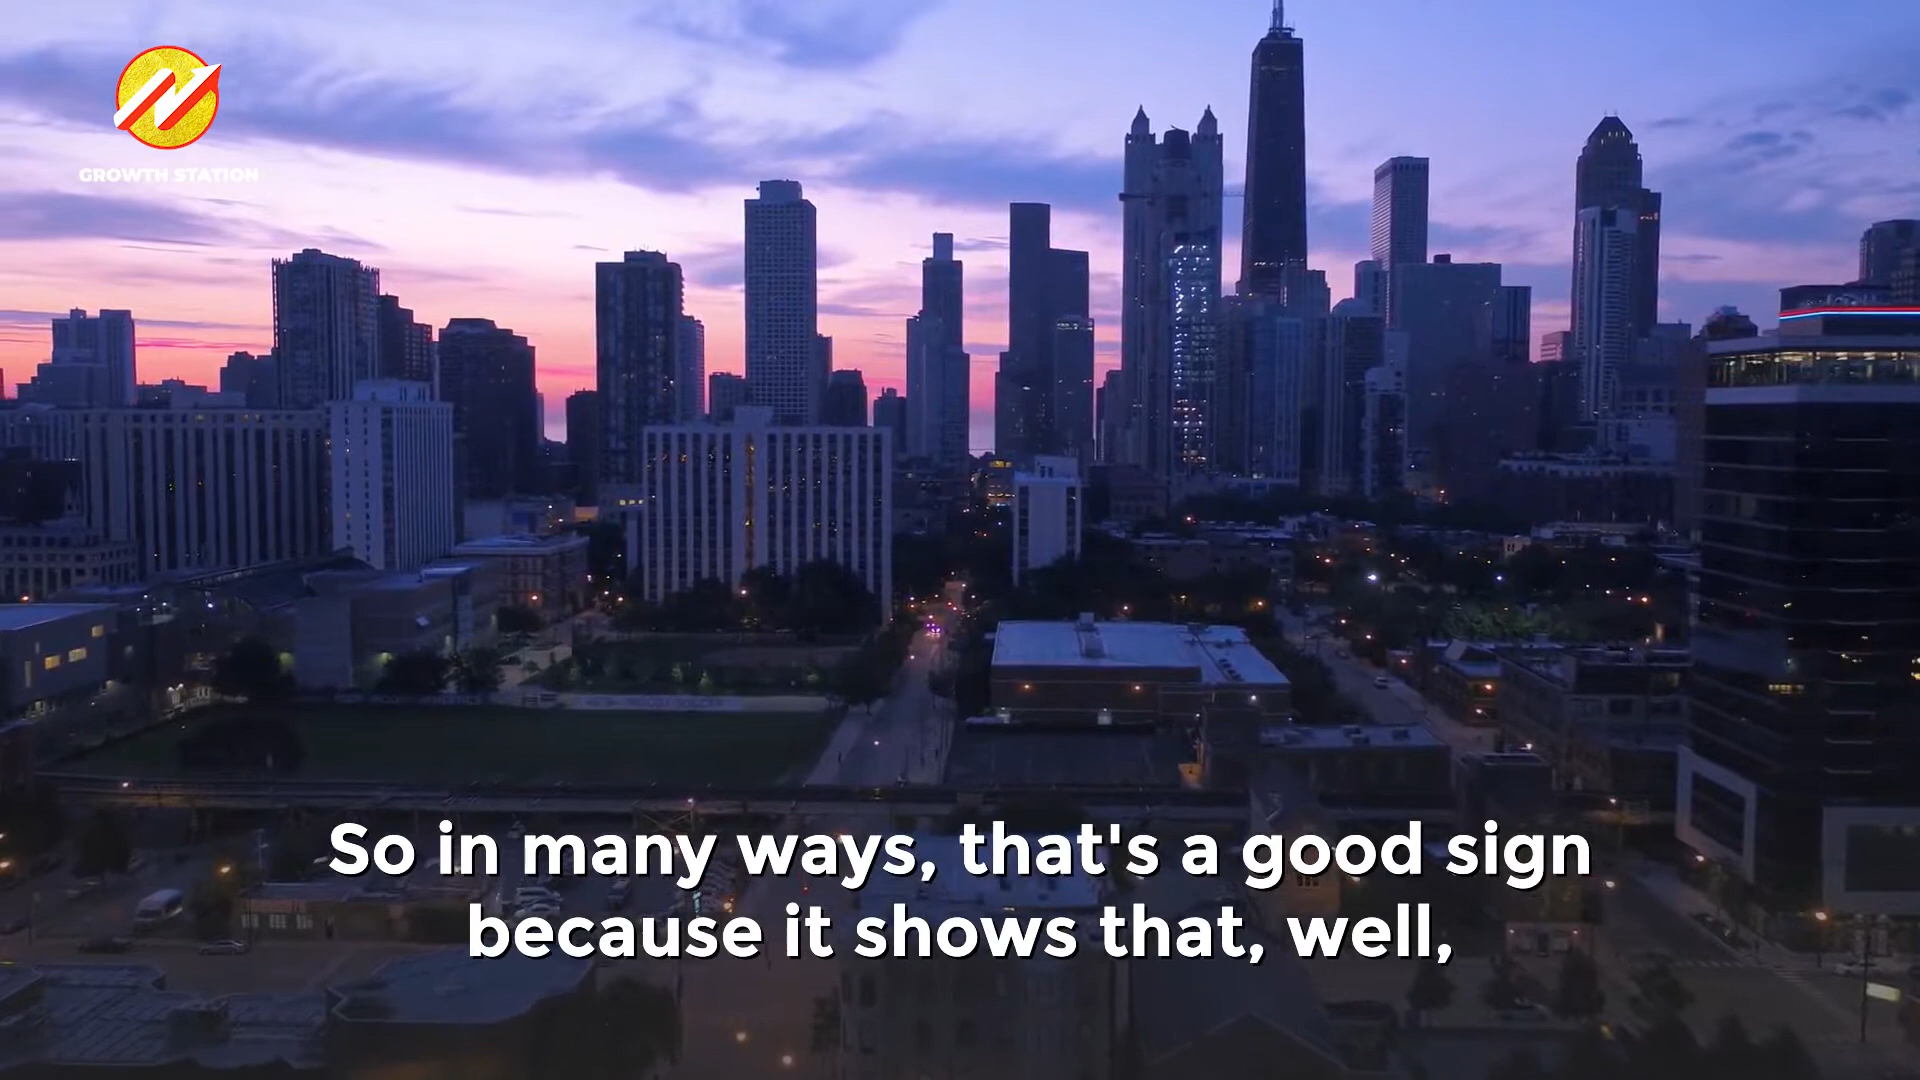 GROWTH STATION
So in many ways, that's a good sign
because it shows that, well,